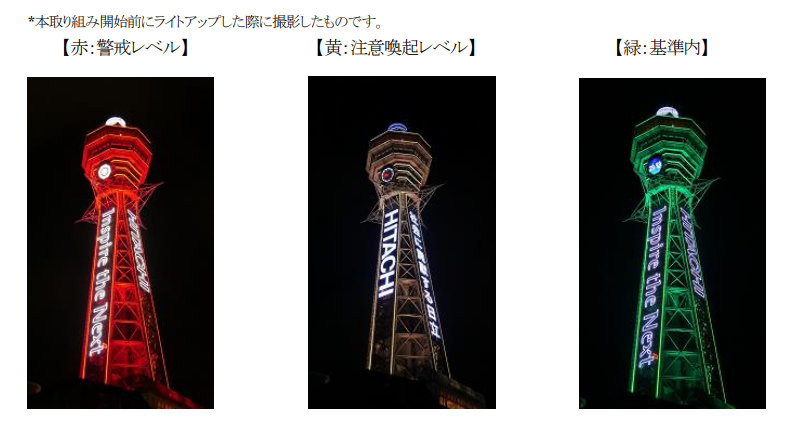 *本取り組み開始前にライトアップした際に撮影したものです。
【赤：警戒レベル】
【黄：注意喚起レベル】
【緑：基準内】
Inspire the Next
HITACHI
HITACHI
Inspire the Next
HITACHI